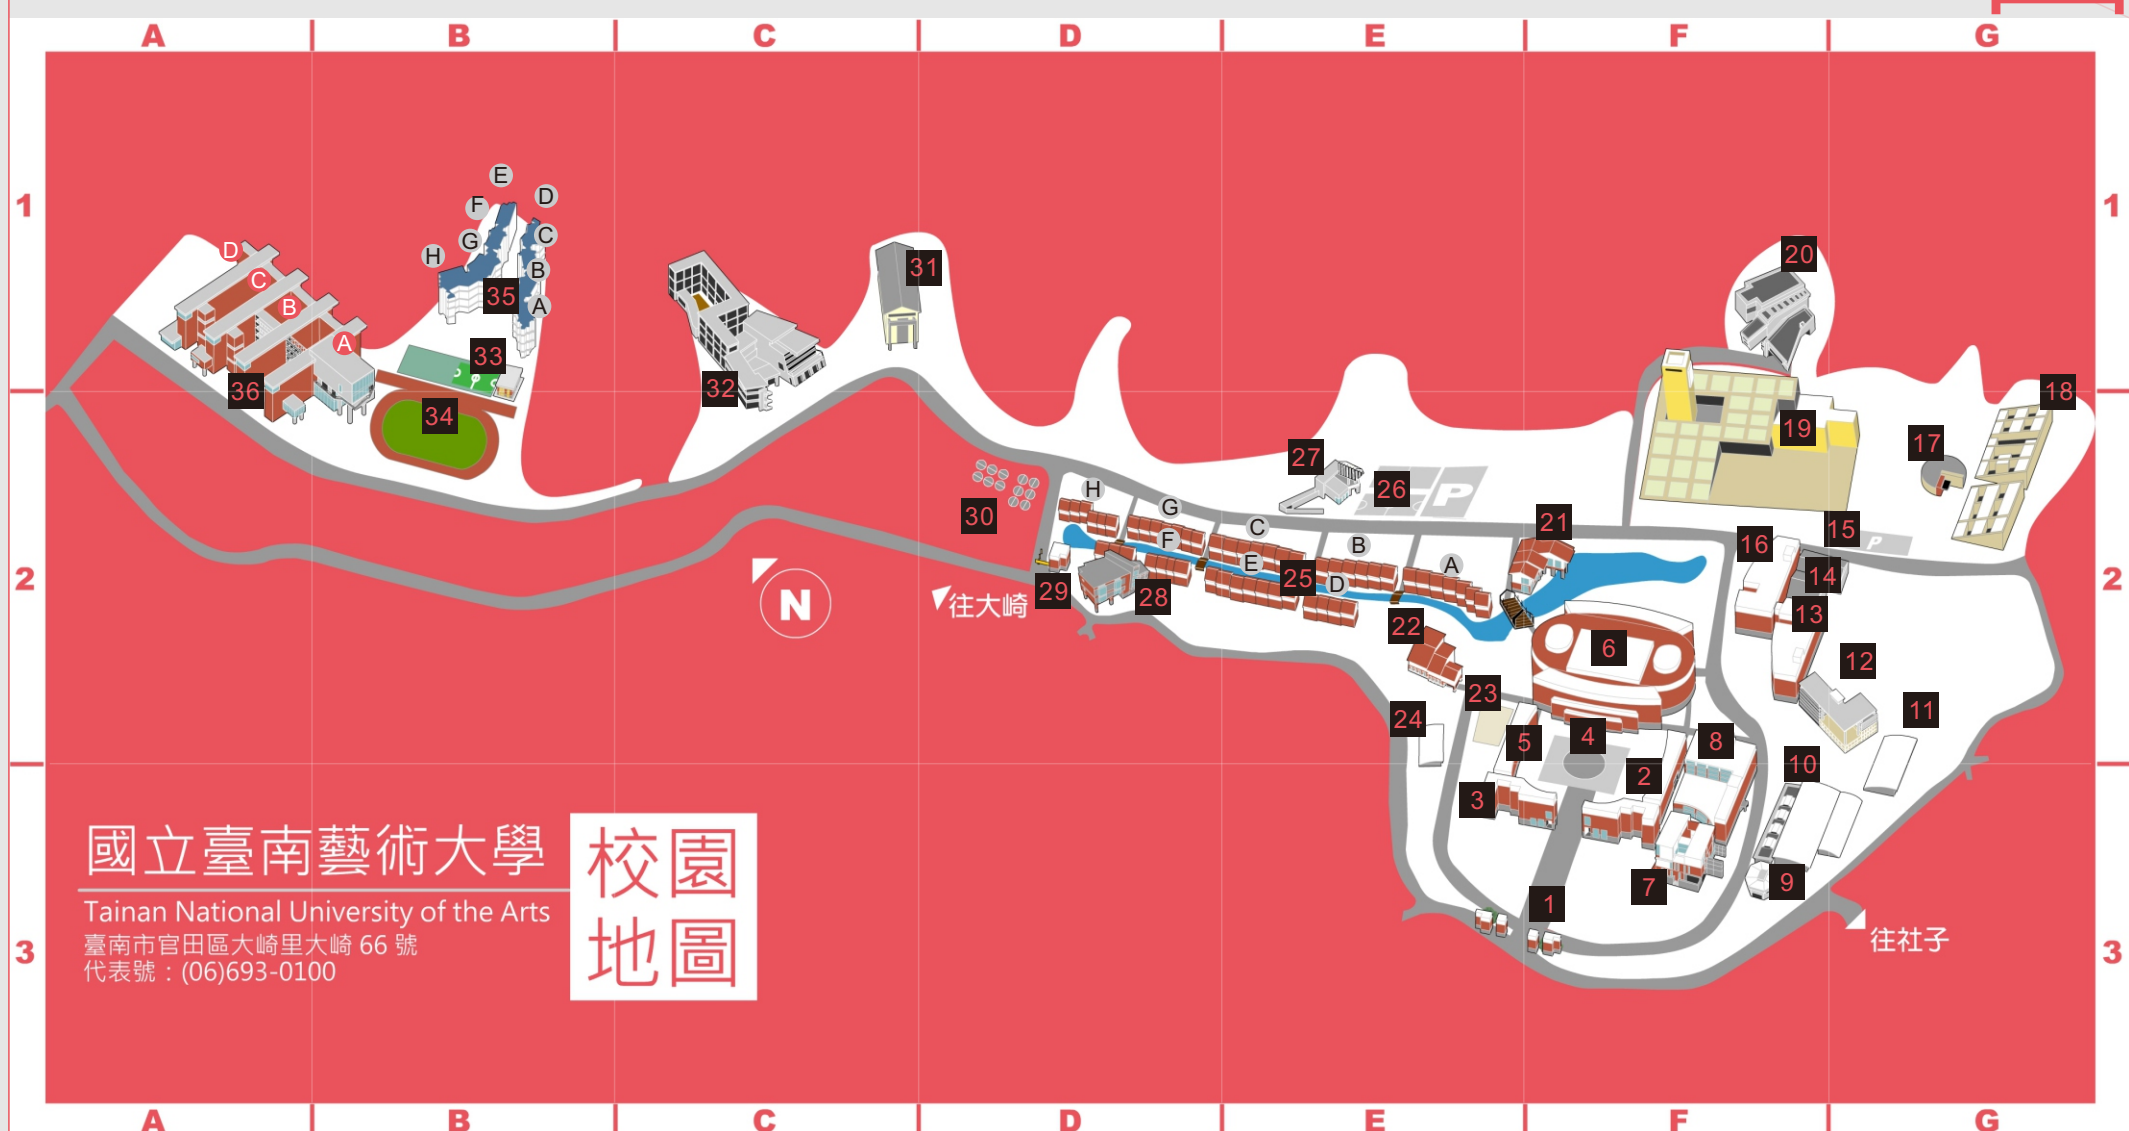 A B C D E F G
1 1
E
D
F
C
G
H
B
35
A
D
C
B
A
36
33
34
32
31
20
18
19
17
27
26
P
H
G
C
F
B
E
25
D
A
30
21
15
P
16
14
13
2 2
29
28
往大崎
N
22
6
12
23
24
11
5
4
8
2
10
3
7
9
1
往社子
國立臺南藝術大學
Tainan National University of the Arts
臺南市官田區大崎里大崎 66 號
代表號：(06)693-0100
校園
地圖
3 3
A B C D E F G